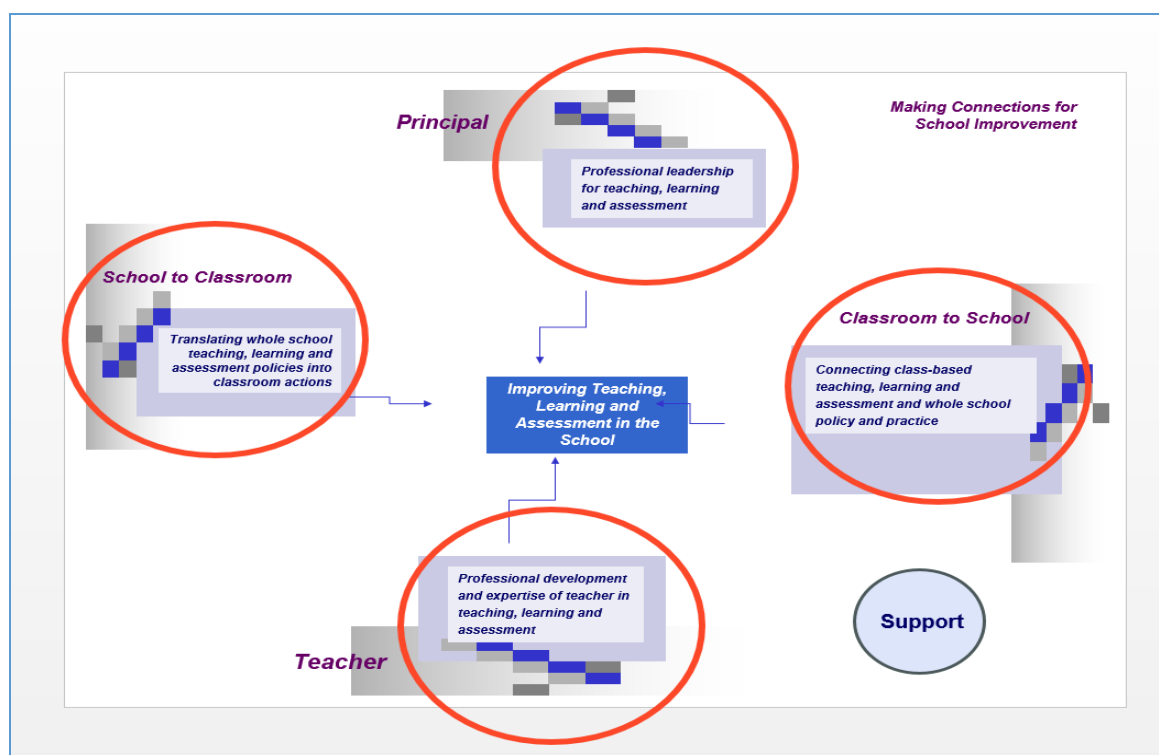 Principal
Making Connections for
School Improvement
Professional leadership
for teaching, learning
and assessment
School to Classroom
Translating whole school
teaching, learning and
assessment policies into
classroom actions
Classroom to School
Connecting class-based
teaching, learning and
assessment and whole school
policy and practice
Improving Teaching,
Learning and
Assessment in the
School
Professional development
and expertise of teacher in
teaching, learning and
assessment
Teacher
Support